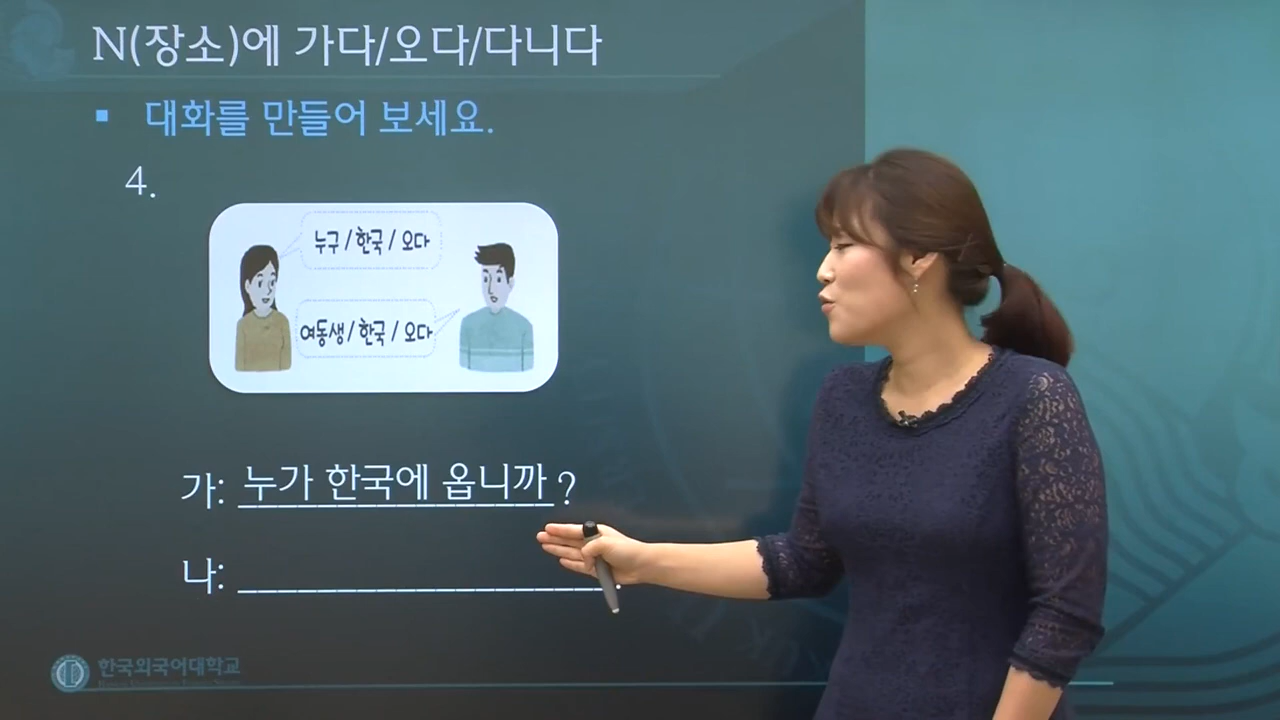 N(장소)에 가다/오다/다니다
▪ 대화를 만들어 보세요.
4.
누구 / 한국 / 오다
여동생 / 한국 / 오다
가: 누가 한국에 옵니까?
나: ____________________.
한국외국어대학교